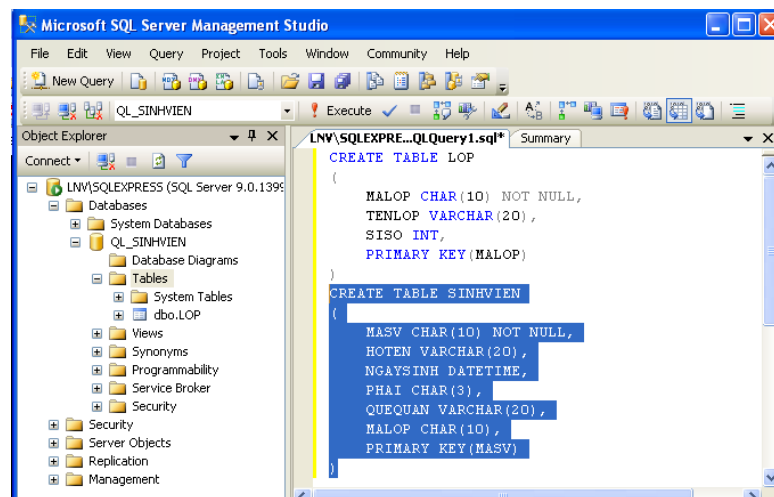 Microsoft SQL Server Management Studio
File Edit View Query Project Tools Window Community Help
New Query
QL_SINHVIEN Execute
Object Explorer
LNV\SQLEXPRE...QLQuery1.sql* Summary
Connect
LNV\SQLEXPRESS (SQL Server 9.0.1399
Databases
System Databases
QL_SINHVIEN
Database Diagrams
Tables
System Tables
dbo.LOP
Views
Synonyms
Programmability
Service Broker
Security
Security
Server Objects
Replication
Management
CREATE TABLE LOP
(
MALOP CHAR(10) NOT NULL,
TENLOP VARCHAR(20),
SISO INT,
PRIMARY KEY(MALOP)
)
CREATE TABLE SINHVIEN
(
MASV CHAR(10) NOT NULL,
HOTEN VARCHAR(20),
NGAYSINH DATETIME,
PHAI CHAR(3),
QUEQUAN VARCHAR(20),
MALOP CHAR(10),
PRIMARY KEY(MASV)
)